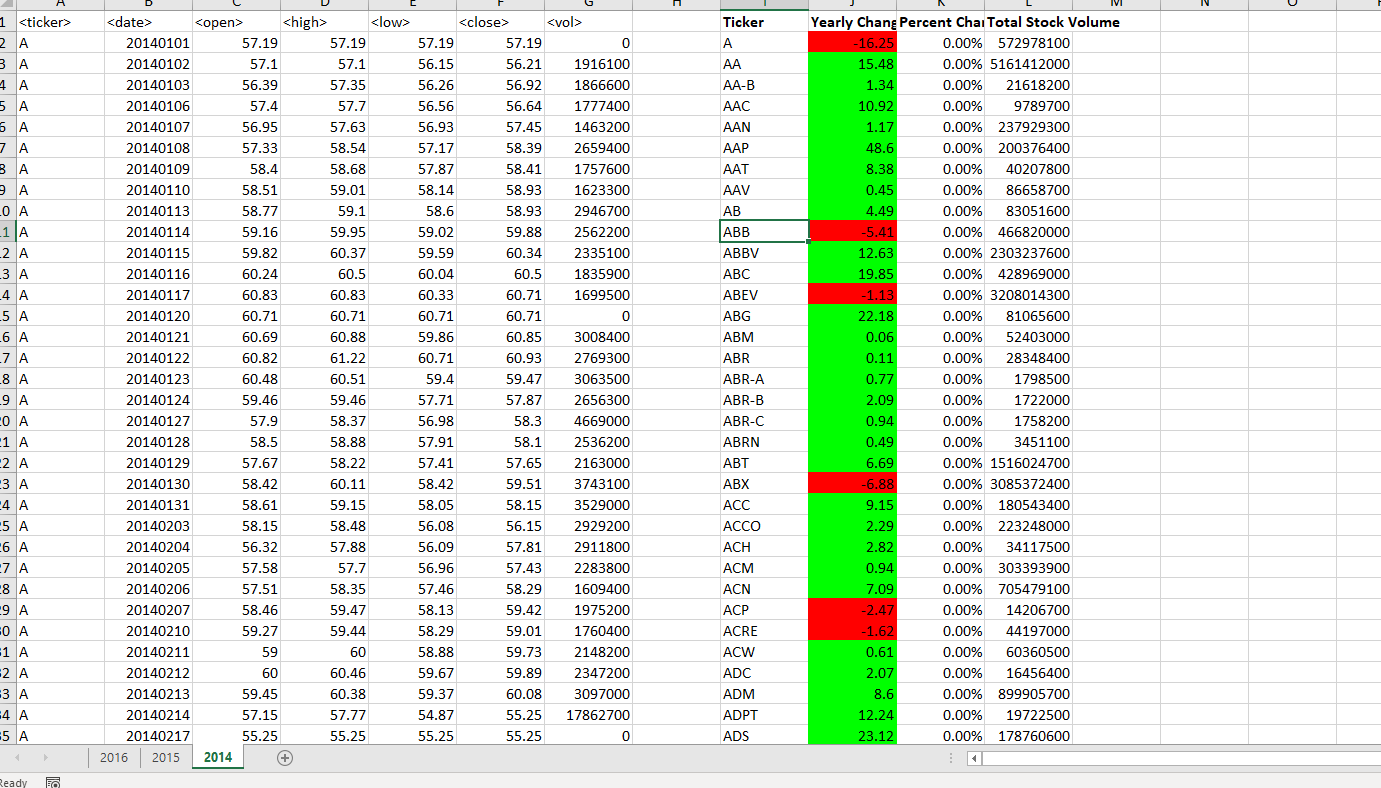 A B C D E F G H I J K L M N O
1 <ticker> <date> <open> <high> <low> <close> <vol> Ticker Yearly Chang Percent Chai Total Stock Volume
2 A 20140101 57.19 57.19 57.19 57.19 0 A -16.25 0.00% 572978100
3 A 20140102 57.1 57.1 56.15 56.21 1916100 AA 15.48 0.00% 5161412000
4 A 20140103 56.39 57.35 56.26 56.92 1866600 AA-B 1.34 0.00% 21618200
5 A 20140106 57.4 57.7 56.56 56.64 1777400 AAC 10.92 0.00% 9789700
6 A 20140107 56.95 57.63 56.93 57.45 1463200 AAN 1.17 0.00% 237929300
7 A 20140108 57.33 58.54 57.17 58.39 2659400 AAP 48.6 0.00% 200376400
8 A 20140109 58.4 58.68 57.87 58.41 1757600 AAT 8.38 0.00% 40207800
9 A 20140110 58.51 59.01 58.14 58.93 1623300 AAV 0.45 0.00% 86658700
10 A 20140113 58.77 59.1 58.6 58.93 2946700 AB 4.49 0.00% 83051600
11 A 20140114 59.16 59.95 59.02 59.88 2562200 ABB -5.41 0.00% 466820000
12 A 20140115 59.82 60.37 59.59 60.34 2335100 ABBV 12.63 0.00% 2303237600
13 A 20140116 60.24 60.5 60.04 60.5 1835900 ABC 19.85 0.00% 428969000
14 A 20140117 60.83 60.83 60.33 60.71 1699500 ABEV -1.13 0.00% 3208014300
15 A 20140120 60.71 60.71 60.71 60.71 0 ABG 22.18 0.00% 81065600
16 A 20140121 60.69 60.88 59.86 60.85 3008400 ABM 0.06 0.00% 52403000
17 A 20140122 60.82 61.22 60.71 60.93 2769300 ABR 0.11 0.00% 28348400
18 A 20140123 60.48 60.51 59.4 59.47 3063500 ABR-A 0.77 0.00% 1798500
19 A 20140124 59.46 59.46 57.71 57.87 2656300 ABR-B 2.09 0.00% 1722000
20 A 20140127 57.9 58.37 56.98 58.3 4669000 ABR-C 0.94 0.00% 1758200
21 A 20140128 58.5 58.88 57.91 58.1 2536200 ABRN 0.49 0.00% 3451100
22 A 20140129 57.67 58.22 57.41 57.65 2163000 ABT 6.69 0.00% 1516024700
23 A 20140130 58.42 60.11 58.42 59.51 3743100 ABX -6.88 0.00% 3085372400
24 A 20140131 58.61 59.15 58.05 58.15 3529000 ACC 9.15 0.00% 180543400
25 A 20140203 58.15 58.48 56.08 56.15 2929200 ACCO 2.29 0.00% 223248000
26 A 20140204 56.32 57.88 56.09 57.81 2911800 ACH 2.82 0.00% 34117500
27 A 20140205 57.58 57.7 56.96 57.43 2283800 ACM 0.94 0.00% 303393900
28 A 20140206 57.51 58.35 57.46 58.29 1609400 ACN 7.09 0.00% 705479100
29 A 20140207 58.46 59.47 58.13 59.42 1975200 ACP -2.47 0.00% 14206700
30 A 20140210 59.27 59.44 58.29 59.01 1760400 ACRE -1.62 0.00% 44197000
31 A 20140211 59 60 58.88 59.73 2148200 ACW 0.61 0.00% 60360500
32 A 20140212 60 60.46 59.67 59.89 2347200 ADC 2.07 0.00% 16456400
33 A 20140213 59.45 60.38 59.37 60.08 3097000 ADM 8.6 0.00% 899905700
34 A 20140214 57.15 57.77 54.87 55.25 17862700 ADPT 12.24 0.00% 19722500
35 A 20140217 55.25 55.25 55.25 55.25 0 ADS 23.12 0.00% 178760600
2016 2015 2014
Ready